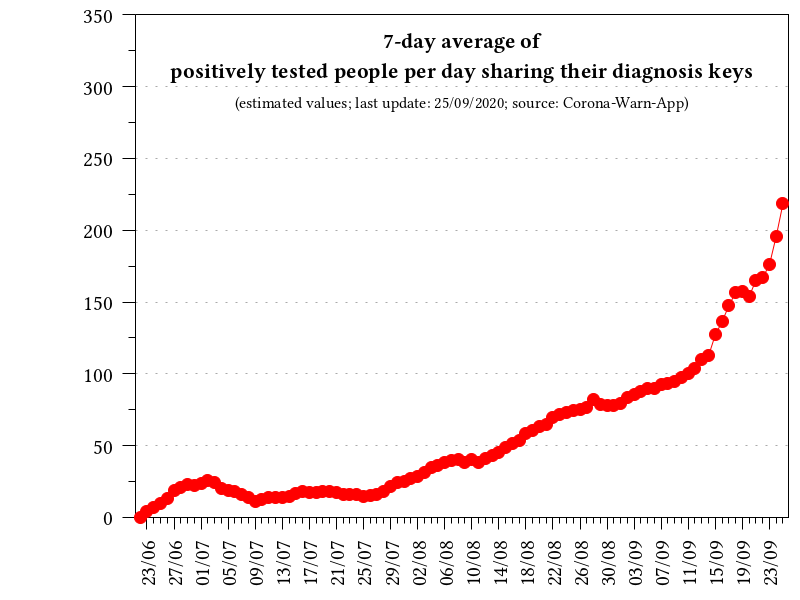 7-day average of
positively tested people per day sharing their diagnosis keys
(estimated values; last update: 25/09/2020; source: Corona-Warn-App)
350
300
250
200
150
100
50
0
23/06 27/06 01/07 05/07 09/07 13/07 17/07 21/07 25/07 29/07 02/08 06/08 10/08 14/08 18/08 22/08 26/08 30/08 03/09 07/09 11/09 15/09 19/09 23/09